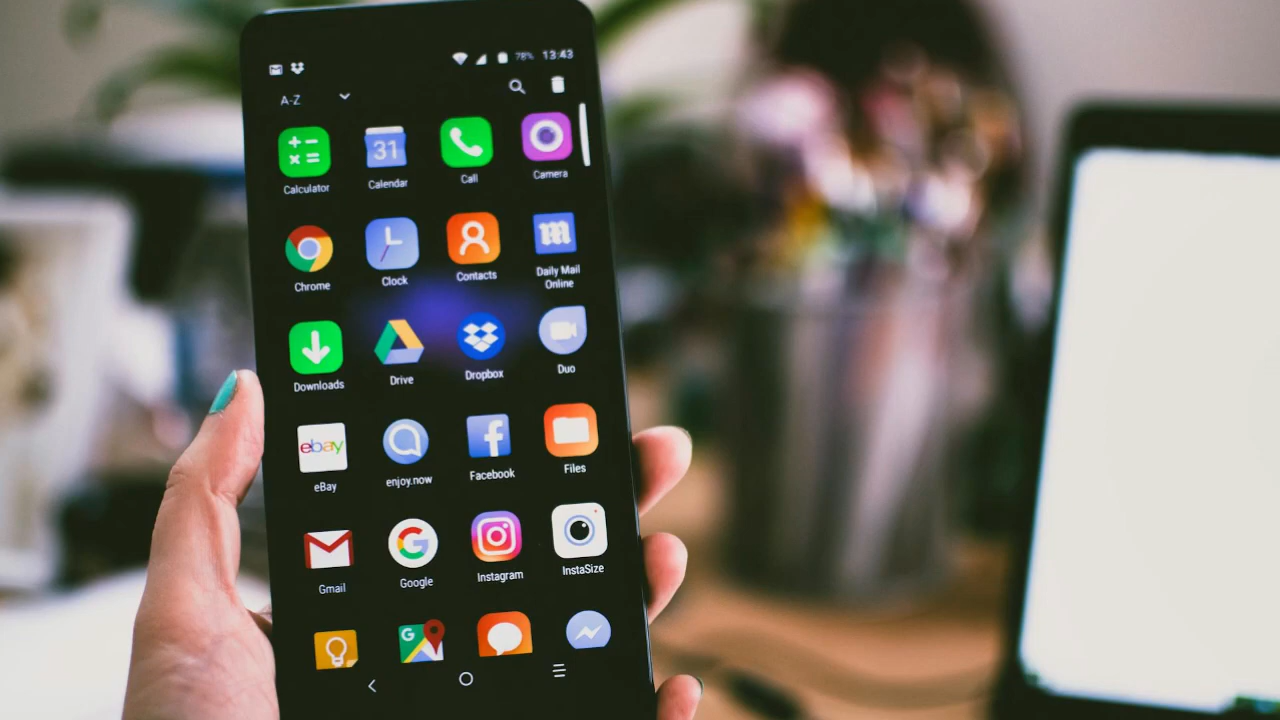 78% 13:43
A-Z
31
Calculator Calendar Call Camera
m
Chrome Clock Contacts Daily Mail
Online
Downloads Drive Dropbox Duo
ebay
f
eBay enjoy.now Facebook Files
G
Gmail Google Instagram InstaSize
G